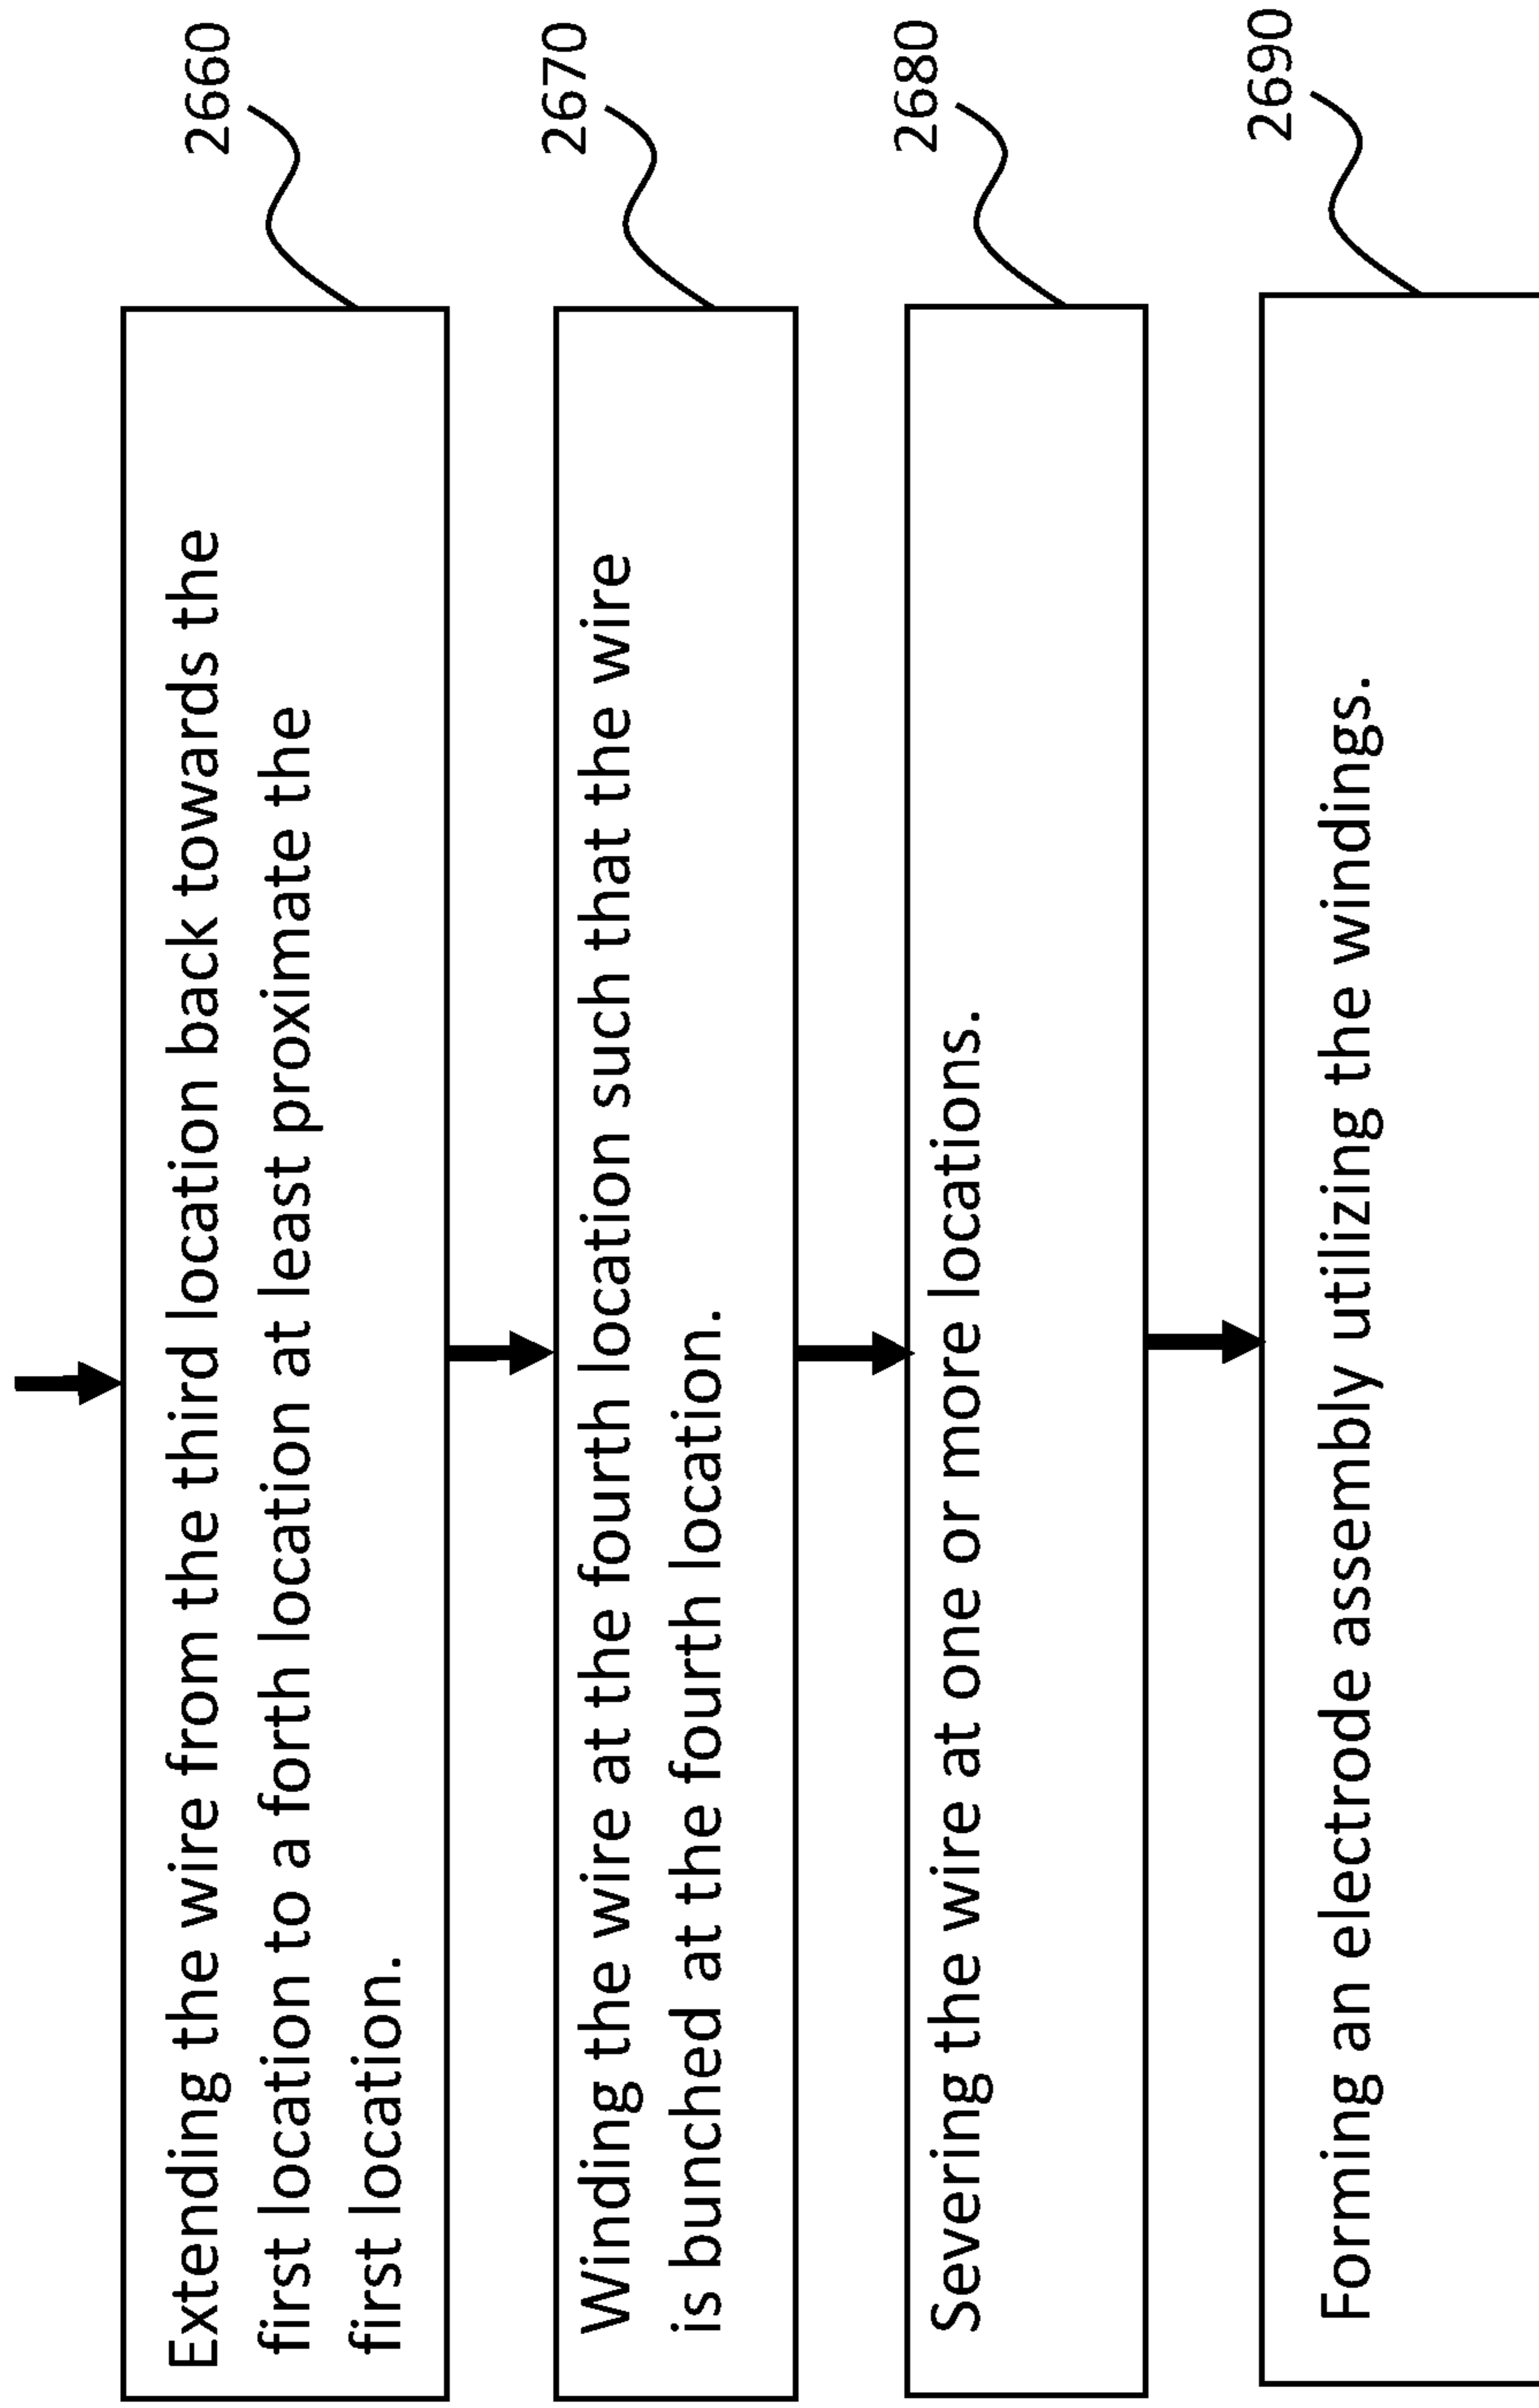 Extending the wire from the third location back towards the
first location to a forth location at least proximate the
first location.
2660
Winding the wire at the fourth location such that the wire
is bunched at the fourth location.
2670
Severing the wire at one or more locations.
2680
Forming an electrode assembly utilizing the windings.
2690